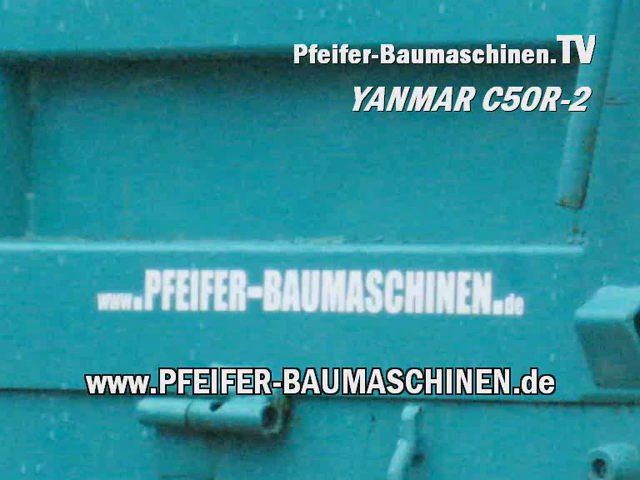 Pfeifer-Baumaschinen.TV
YANMAR C50R-2
www.PFEIFER-BAUMASCHINEN.de
www.PFEIFER-BAUMASCHINEN.de